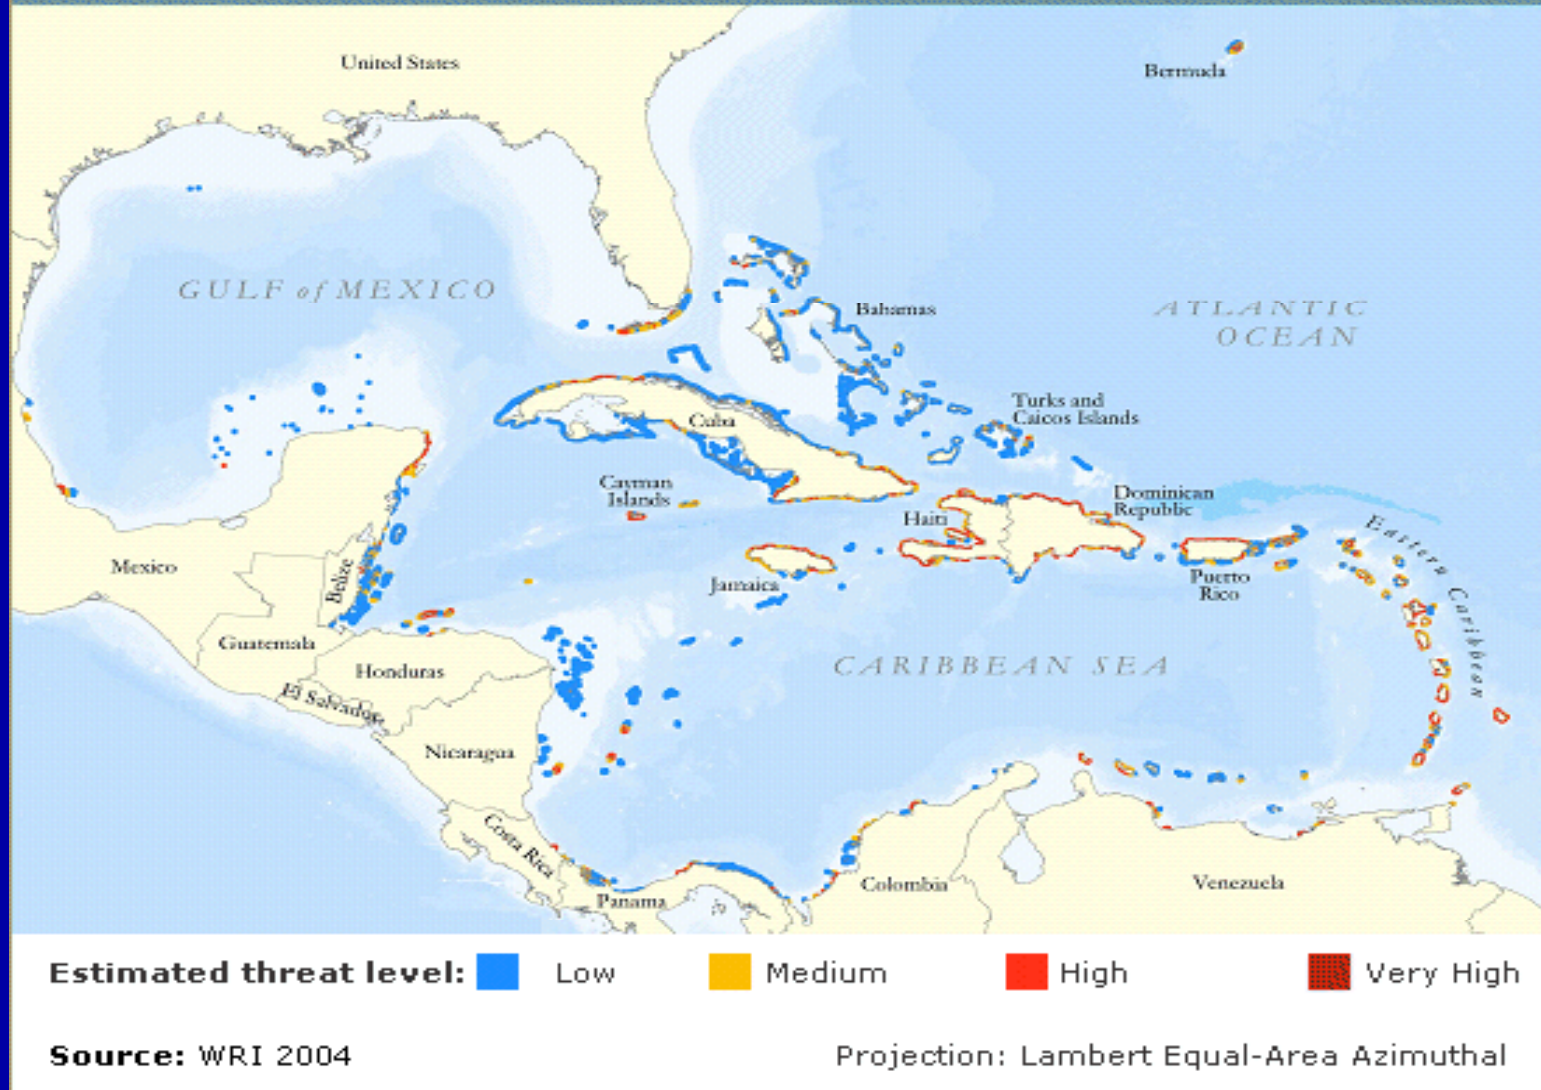 United States
Bermuda
GULF of MEXICO
Bahamas
ATLANTIC
OCEAN
Turks and
Caicos Islands
Cuba
Cayman
Islands
Dominican
Republic
Haiti
Eastern Caribbean
Mexico
Belize
Jamaica
Puerto
Rico
Guatemala
Honduras
CARIBBEAN SEA
El Salvador
Nicaragua
Costa Rica
Panama
Colombia
Venezuela
Estimated threat level: Low Medium High Very High
Source: WRI 2004 Projection: Lambert Equal-Area Azimuthal